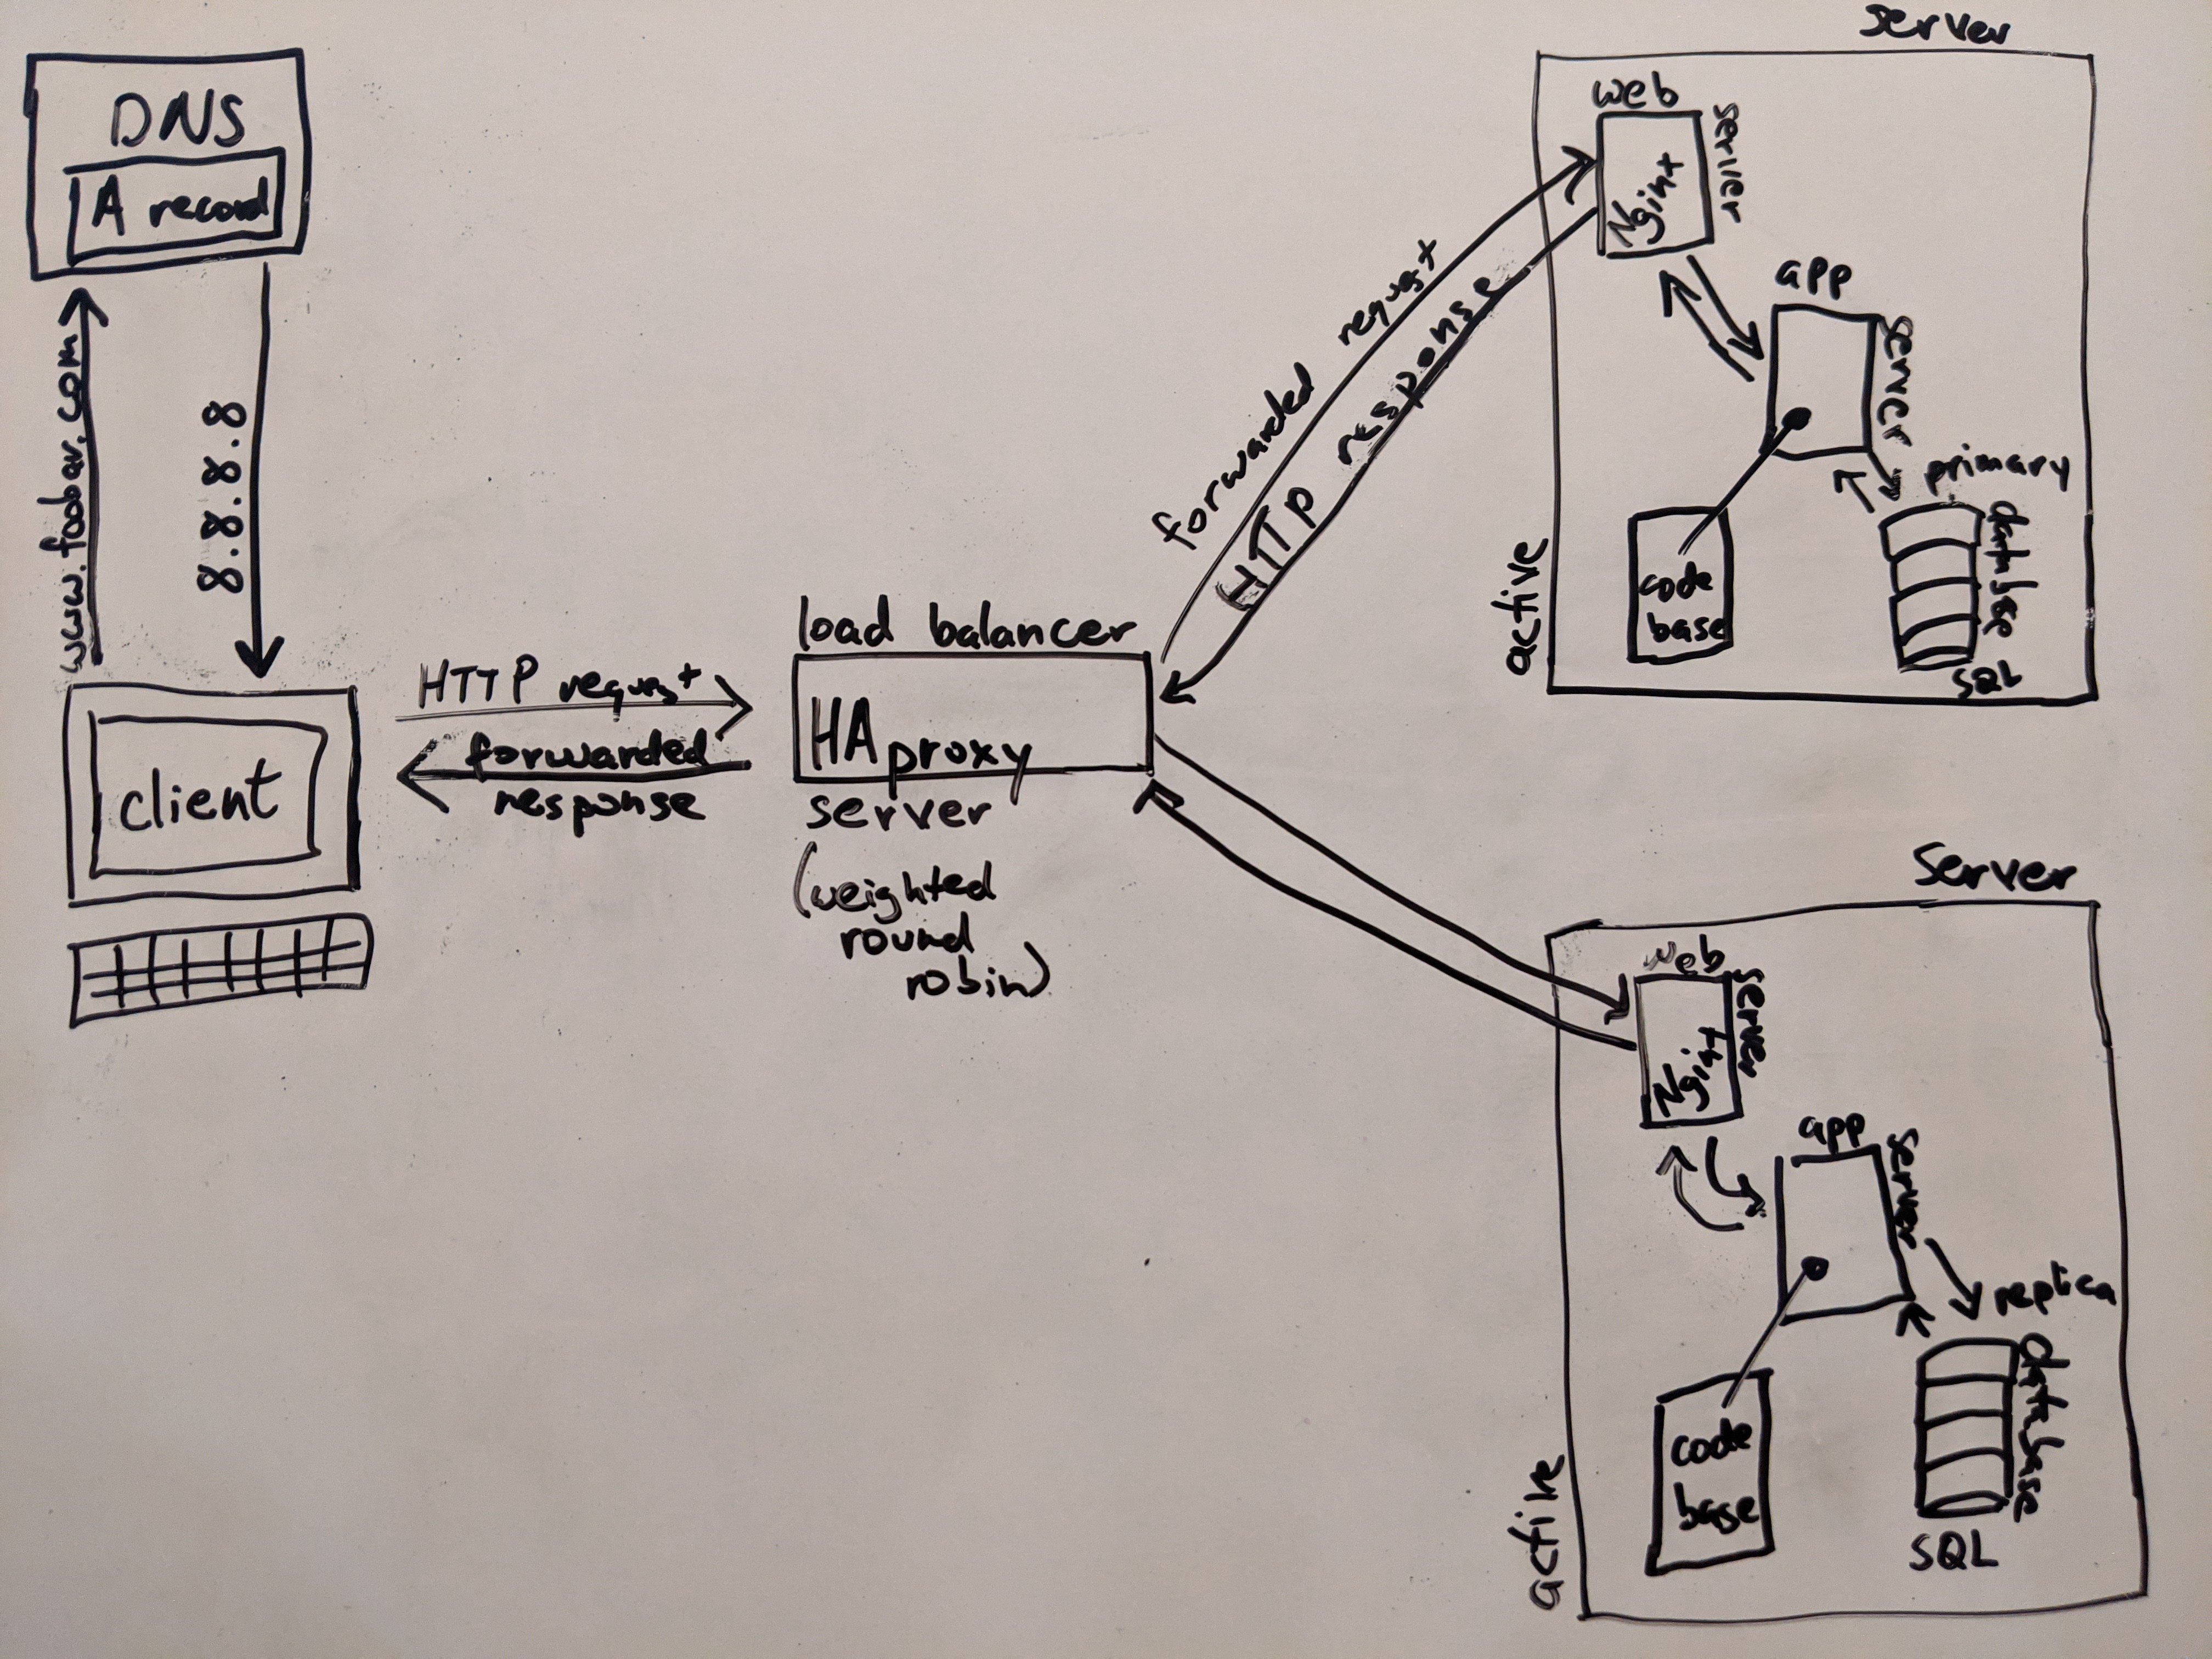 DNS
A record
www.foobar.com
8.8.8.8
client
HTTP request
forwarded
response
load balancer
HAproxy
server
(weighted
round
robin)
forwarded request
HTTP response
server
active
web
server
Nginx
app
server
code
base
primary
database
SQL
server
active
web
server
Nginx
app
server
code
base
replica
database
SQL